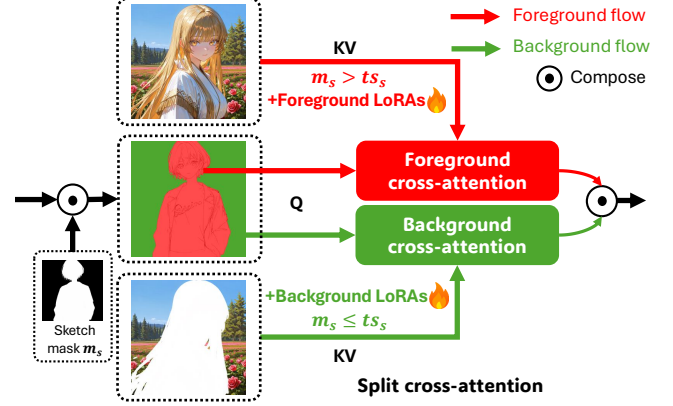 Foreground flow
Background flow
Compose
KV
m_s > ts_s
+Foreground LoRAs
Foreground
cross-attention
Q
Background
cross-attention
+Background LoRAs
m_s ≤ ts_s
KV
Sketch
mask m_s
Split cross-attention